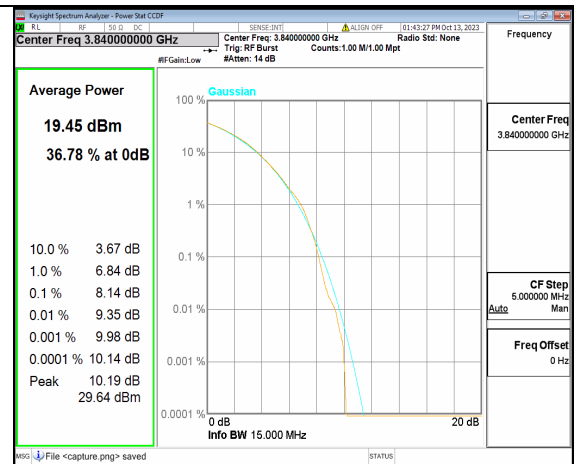 Keysight Spectrum Analyzer - Power Stat CCDF
RL RF 50 Ω DC SENSE:INT ALIGN OFF 01:43:27 PM Oct 13, 2023
Center Freq 3.840000000 GHz
Center Freq: 3.840000000 GHz Radio Std: None
Trig: RF Burst Counts:1.00 M/1.00 Mpt
#IFGain:Low #Atten: 14 dB
Frequency
Average Power
19.45 dBm
36.78 % at 0dB
10.0 % 3.67 dB
1.0 % 6.84 dB
0.1 % 8.14 dB
0.01 % 9.35 dB
0.001 % 9.98 dB
0.0001 % 10.14 dB
Peak 10.19 dB
29.64 dBm
Gaussian
100 %
10 %
1 %
0.1 %
0.01 %
0.001 %
0.0001 %
0 dB 20 dB
Info BW 15.000 MHz
Center Freq
3.840000000 GHz
CF Step
5.000000 MHz
Auto Man
Freq Offset
0 Hz
MSG File <capture.png> saved STATUS